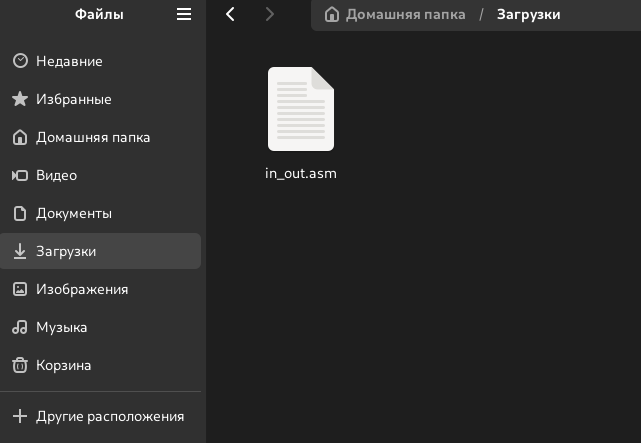 Файлы
Домашняя папка / Загрузки
Недавние
Избранные
Домашняя папка
Видео
Документы
Загрузки
Изображения
Музыка
Корзина
Другие расположения
in_out.asm